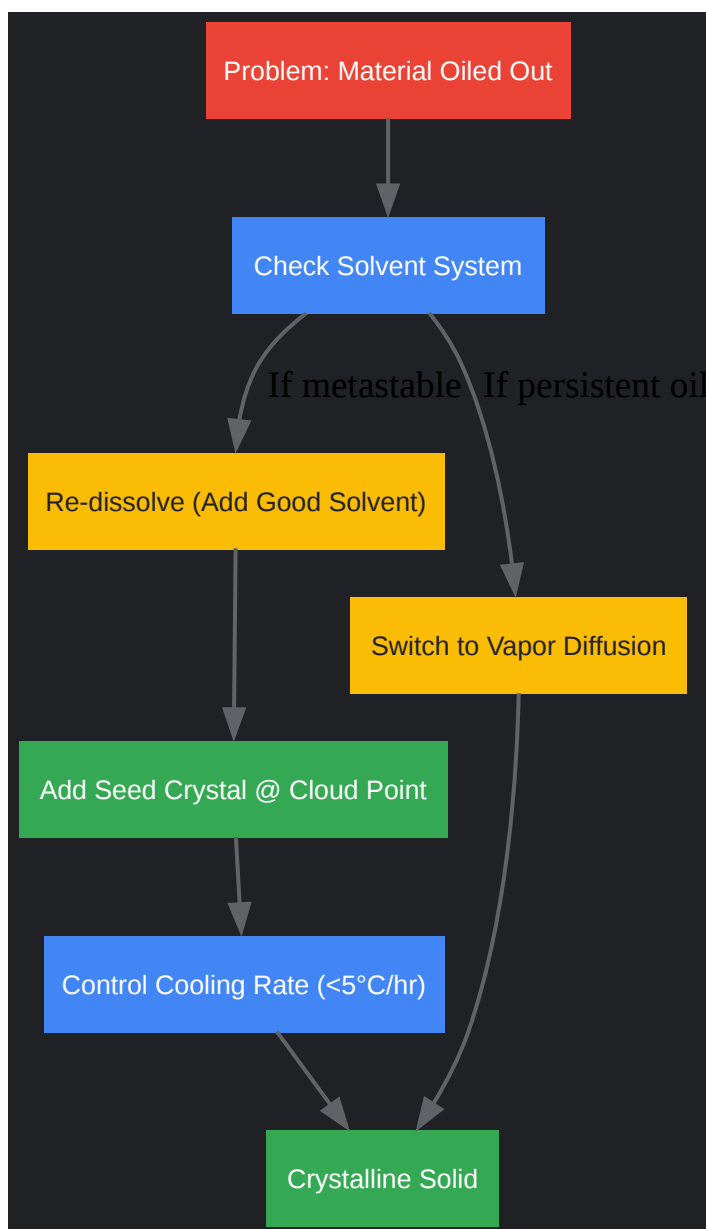 Problem: Material Oiled Out
Check Solvent System
If metastable
If persistent oil
Re-dissolve (Add Good Solvent)
Switch to Vapor Diffusion
Add Seed Crystal @ Cloud Point
Control Cooling Rate (<5°C/hr)
Crystalline Solid